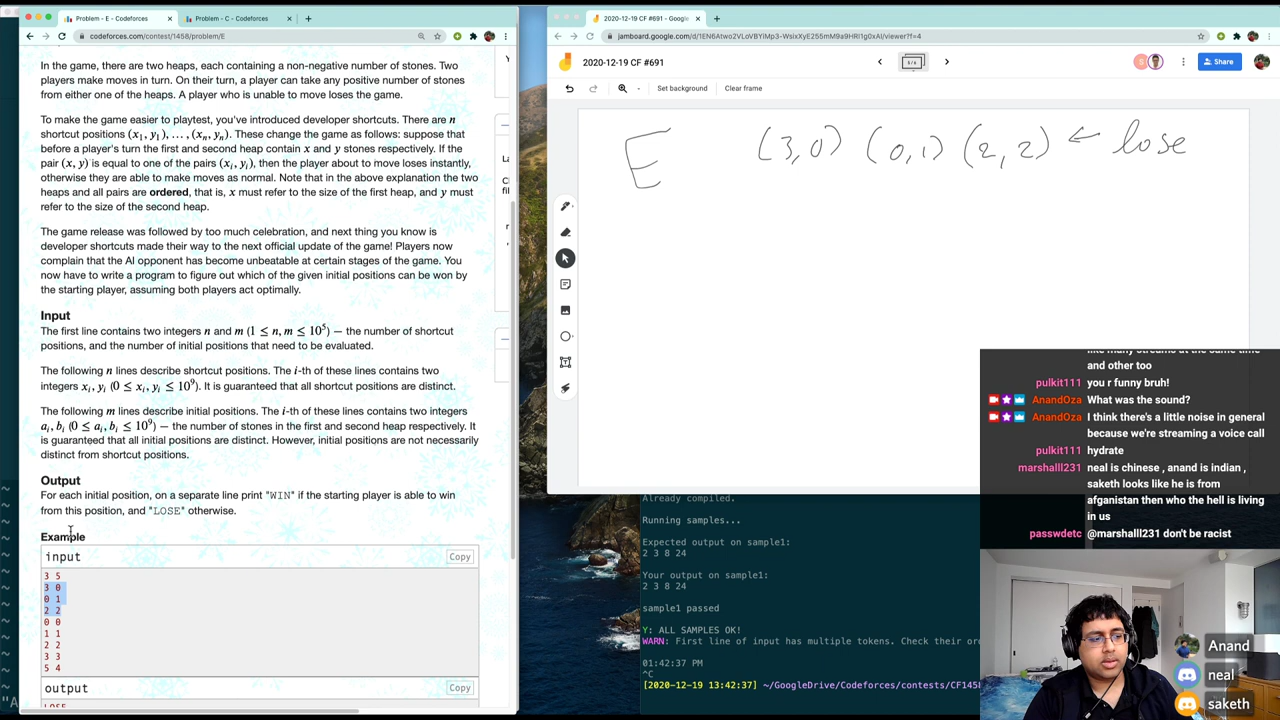 Problem - E - Codeforces
Problem - C - Codeforces
codeforces.com/contest/1458/problem/E
In the game, there are two heaps, each containing a non-negative number of stones. Two
players make moves in turn. On their turn, a player can take any positive number of stones
from either one of the heaps. A player who is unable to move loses the game.
To make the game easier to playtest, you've introduced developer shortcuts. There are n
shortcut positions (x₁, y₁), …, (xₙ, yₙ). These change the game as follows: suppose that
before a player's turn the first and second heap contain x and y stones respectively. If the
pair (x, y) is equal to one of the pairs (xᵢ, yᵢ), then the player about to move loses instantly,
otherwise they are able to make moves as normal. Note that in the above explanation the two
heaps and all pairs are ordered, that is, x must refer to the size of the first heap, and y must
refer to the size of the second heap.
The game release was followed by too much celebration, and next thing you know is
developer shortcuts made their way to the next official update of the game! Players now
complain that the AI opponent has become unbeatable at certain stages of the game. You
now have to write a program to figure out which of the given initial positions can be won by
the starting player, assuming both players act optimally.
Input
The first line contains two integers n and m (1 ≤ n, m ≤ 10⁵) — the number of shortcut
positions, and the number of initial positions that need to be evaluated.
The following n lines describe shortcut positions. The i-th of these lines contains two
integers xᵢ, yᵢ (0 ≤ xᵢ, yᵢ ≤ 10⁹). It is guaranteed that all shortcut positions are distinct.
The following m lines describe initial positions. The i-th of these lines contains two integers
aᵢ, bᵢ (0 ≤ aᵢ, bᵢ ≤ 10⁹) — the number of stones in the first and second heap respectively. It
is guaranteed that all initial positions are distinct. However, initial positions are not necessarily
distinct from shortcut positions.
Output
For each initial position, on a separate line print "WIN" if the starting player is able to win
from this position, and "LOSE" otherwise.
Example
input
Copy
3 5
3 0
0 1
2 2
0 0
1 1
2 2
3 3
5 4
output
Copy
LOSE
2020-12-19 CF #691 - Google
jamboard.google.com/d/1EN6Atwo2VLoVBYlMp3-WsixXyE255mM9a9HRI1g0xAI/viewer?f=4
2020-12-19 CF #691
Share
Set background
Clear frame
E (3,0) (0,1) (2,2) ← lose
Already compiled.
Running samples...
Expected output on sample1:
2 3 8 24
Your output on sample1:
2 3 8 24
sample1 passed
Y: ALL SAMPLES OK!
WARN: First line of input has multiple tokens. Check their or
01:42:37 PM
^C
[2020-12-19 13:42:37] ~/GoogleDrive/Codeforces/contests/CF145
like many streams at the same time
and other too
pulkit111 you r funny bruh!
AnandOza What was the sound?
AnandOza I think there's a little noise in general
because we're streaming a voice call
pulkit111 hydrate
marshalll231 neal is chinese , anand is indian ,
saketh looks like he is from
afganistan then who the hell is living
in us
passwdetc @marshalll231 don't be racist
Anand
neal
saketh